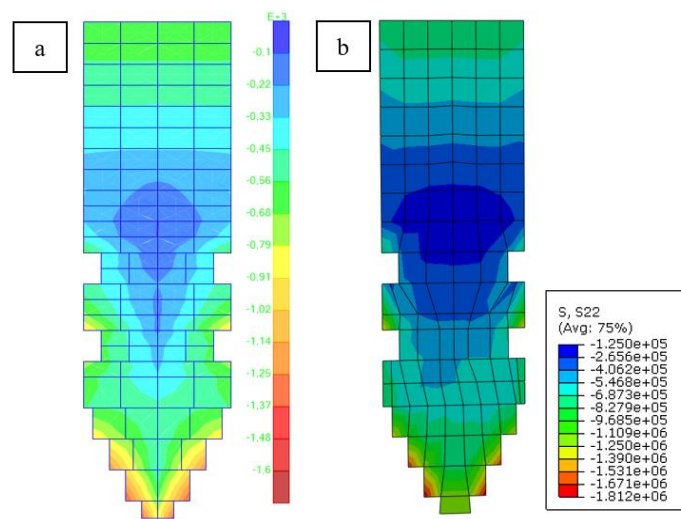 a
b
E+3
-0.1
-0.22
-0.33
-0.45
-0.56
-0.68
-0.79
-0.91
-1.02
-1.14
-1.25
-1.37
-1.48
-1.6
S, S22
(Avg: 75%)
-1.250e+05
-2.656e+05
-4.062e+05
-5.468e+05
-6.873e+05
-8.279e+05
-9.685e+05
-1.109e+06
-1.250e+06
-1.390e+06
-1.531e+06
-1.671e+06
-1.812e+06